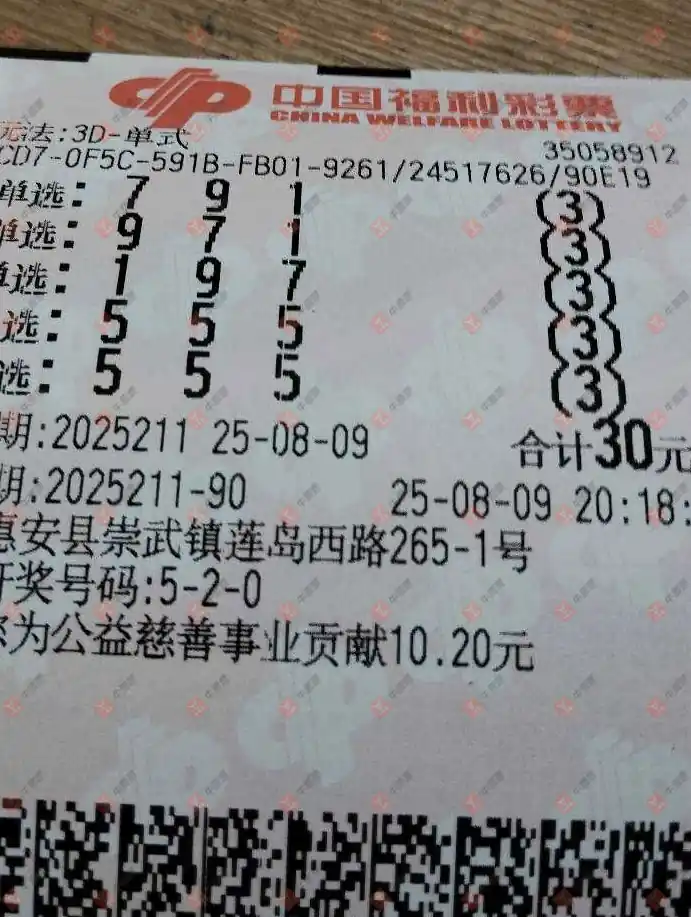 中国福利彩票
CHINA WELFARE LOTTERY
玩法:3D-单式
35058912
CD7-0F5C-591B-FB01-9261/24517626/90E19
单选: 7 9 1 (3)
单选: 9 7 1 (3)
单选: 1 9 7 (3)
选: 5 5 5 (3)
选: 5 5 5 (3)
期:2025211 25-08-09 合计30元
期:2025211-90 25-08-09 20:18:
惠安县崇武镇莲岛西路265-1号
开奖号码:5-2-0
您为公益慈善事业贡献10.20元